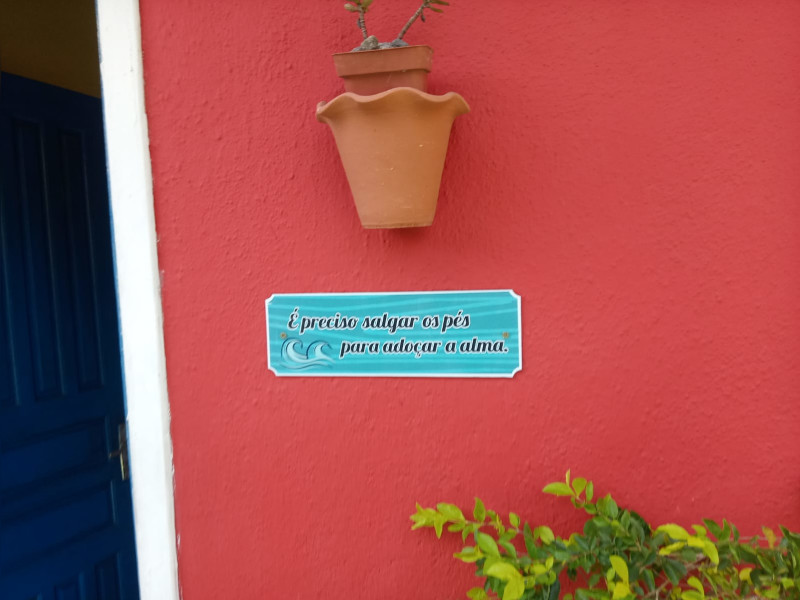 É preciso salgar os pés
para adoçar a alma.